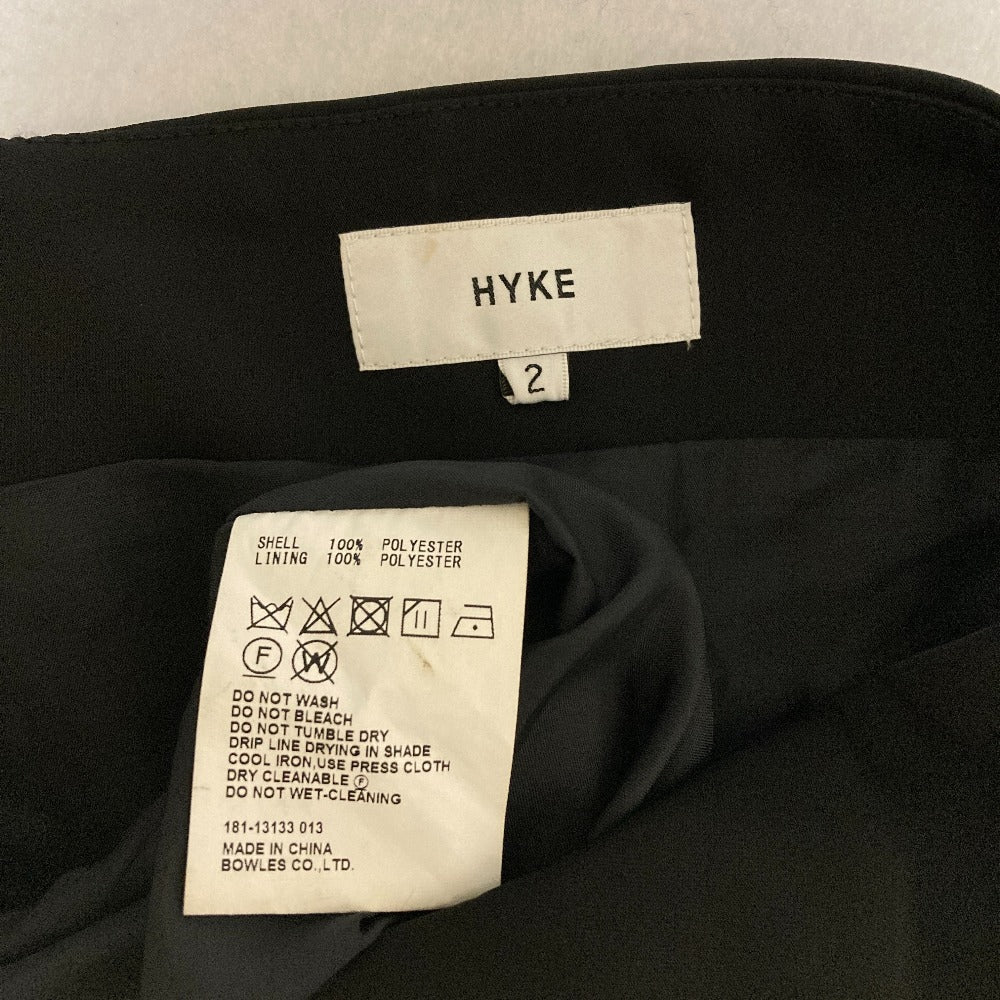 HYKE
2
SHELL 100% POLYESTER
LINING 100% POLYESTER
F W
DO NOT WASH
DO NOT BLEACH
DO NOT TUMBLE DRY
DRIP LINE DRYING IN SHADE
COOL IRON,USE PRESS CLOTH
DRY CLEANABLE Ⓕ
DO NOT WET-CLEANING
181-13133 013
MADE IN CHINA
BOWLES CO.,LTD.